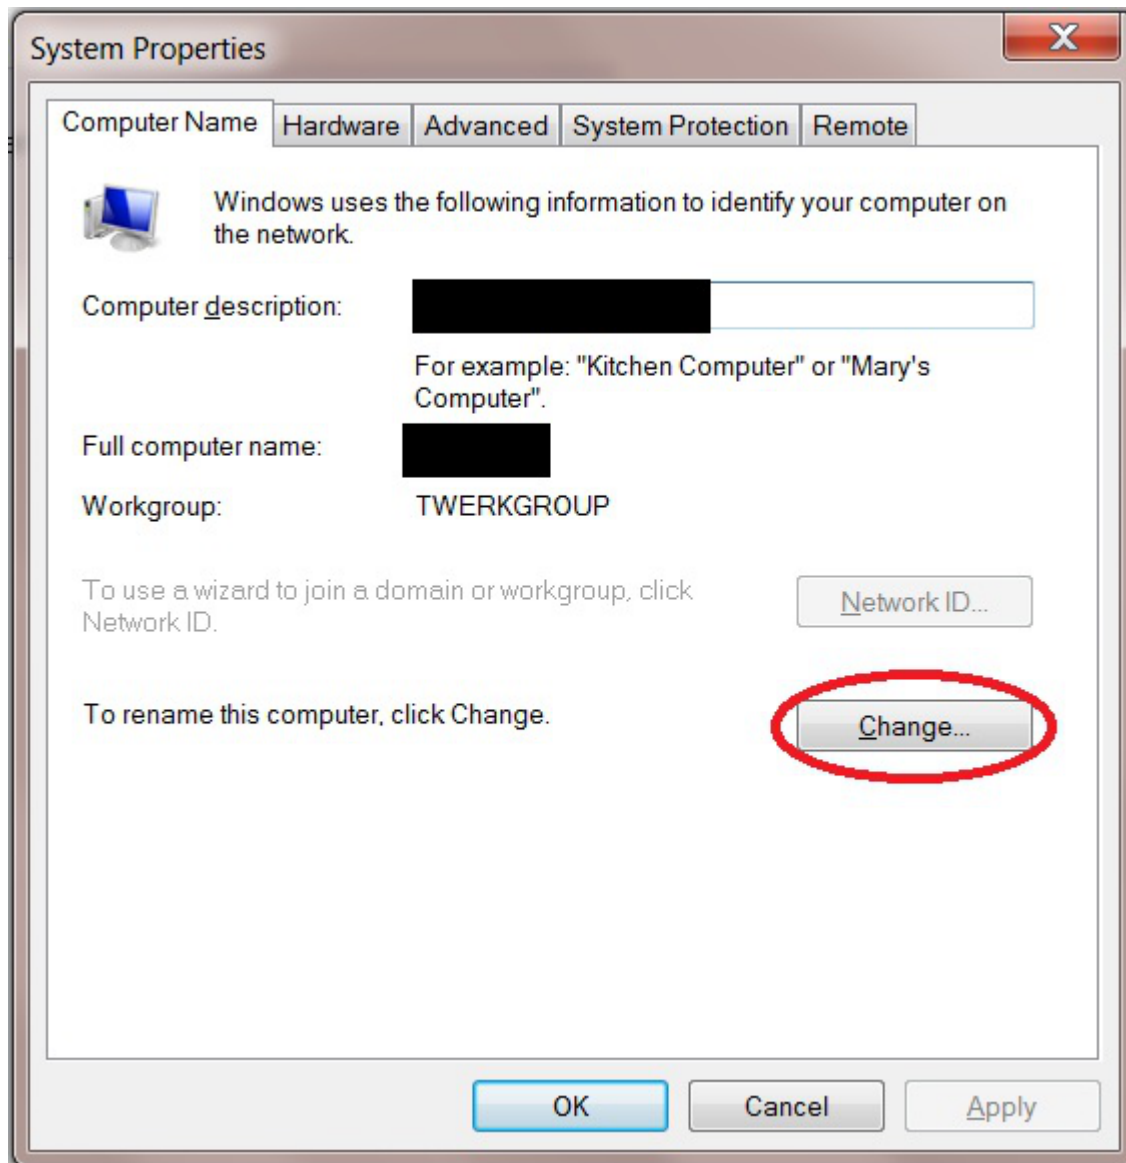 System Properties
Computer Name Hardware Advanced System Protection Remote
Windows uses the following information to identify your computer on
the network.
Computer description:
For example: "Kitchen Computer" or "Mary's
Computer".
Full computer name:
Workgroup: TWERKGROUP
To use a wizard to join a domain or workgroup, click
Network ID.
Network ID...
To rename this computer, click Change.
Change...
OK Cancel Apply